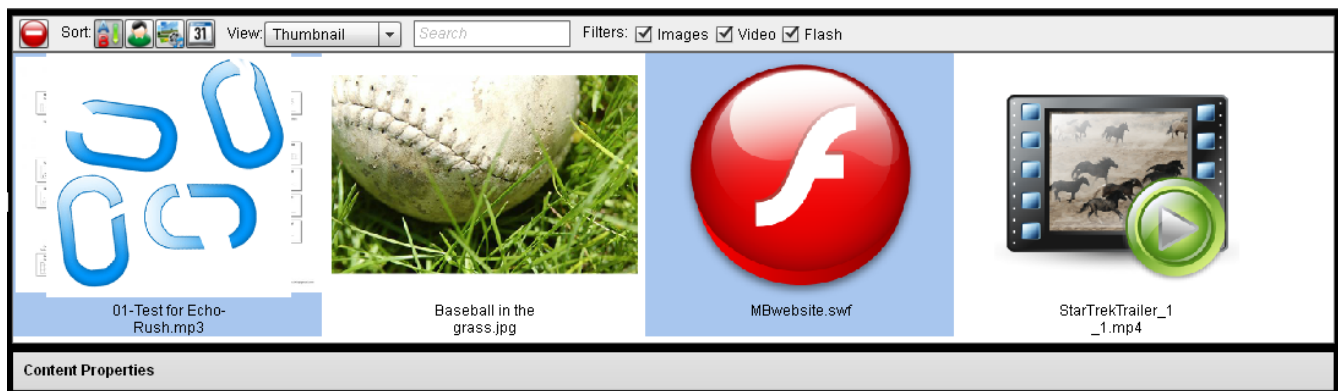 Sort: 31 View: Thumbnail Search Filters: Images Video Flash
01-Test for Echo-
Rush.mp3
Baseball in the
grass.jpg
MBwebsite.swf
StarTrekTrailer_1
_1.mp4
Content Properties